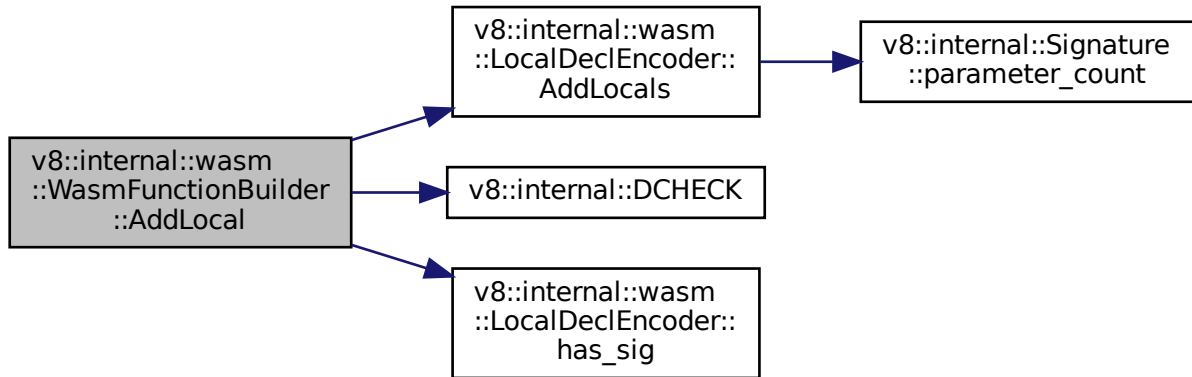 v8::internal::wasm
::WasmFunctionBuilder
::AddLocal
v8::internal::wasm
::LocalDeclEncoder::
AddLocals
v8::internal::Signature
::parameter_count
v8::internal::DCHECK
v8::internal::wasm
::LocalDeclEncoder::
has_sig